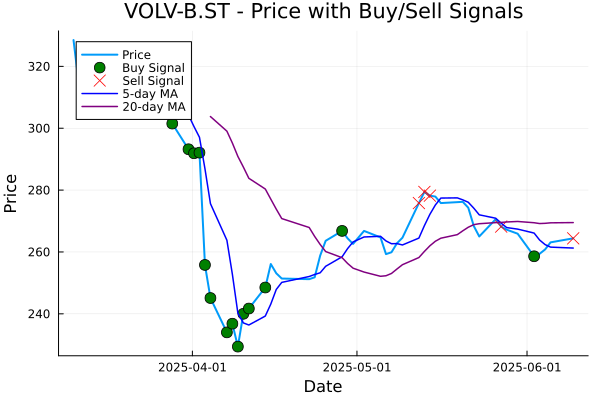 VOLV-B.ST - Price with Buy/Sell Signals
Price
Buy Signal
Sell Signal
5-day MA
20-day MA
320
300
280
260
240
Price
2025-04-01
2025-05-01
2025-06-01
Date